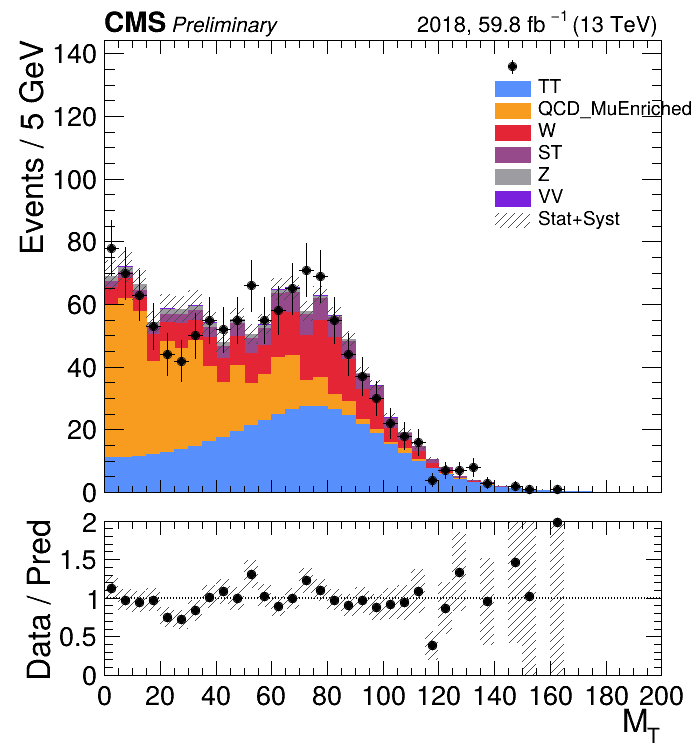 CMS Preliminary 2018, 59.8 fb⁻¹ (13 TeV)
Events / 5 GeV
140
120
100
80
60
40
20
0
TT
QCD_MuEnriched
W
ST
Z
VV
Stat+Syst
Data / Pred
2
1.5
1
0.5
0
0 20 40 60 80 100 120 140 160 180 200
M_T